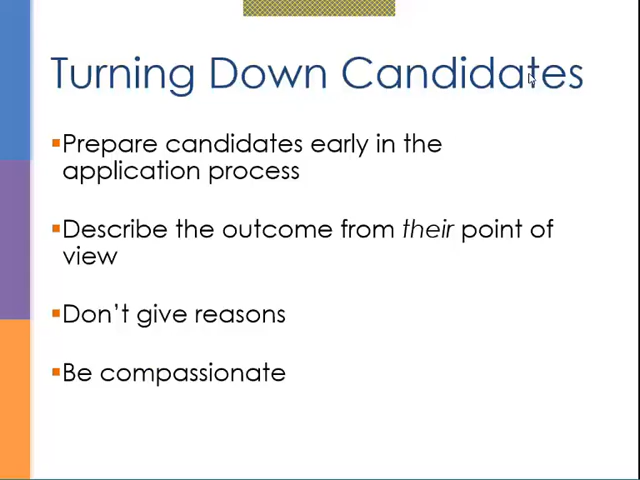 Turning Down Candidates
▪Prepare candidates early in the
application process
▪Describe the outcome from their point of
view
▪Don’t give reasons
▪Be compassionate